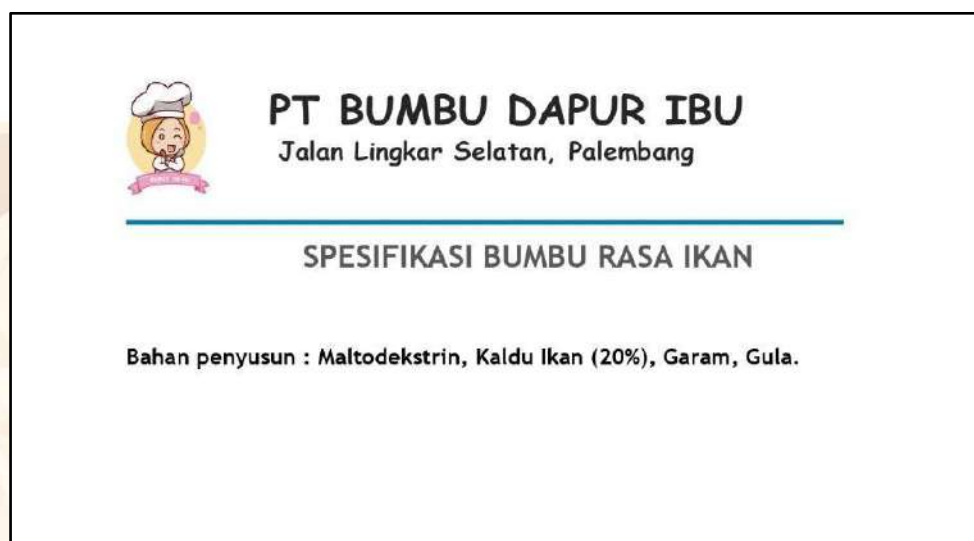 PT BUMBU DAPUR IBU
Jalan Lingkar Selatan, Palembang
SPESIFIKASI BUMBU RASA IKAN
Bahan penyusun : Maltodekstrin, Kaldu Ikan (20%), Garam, Gula.